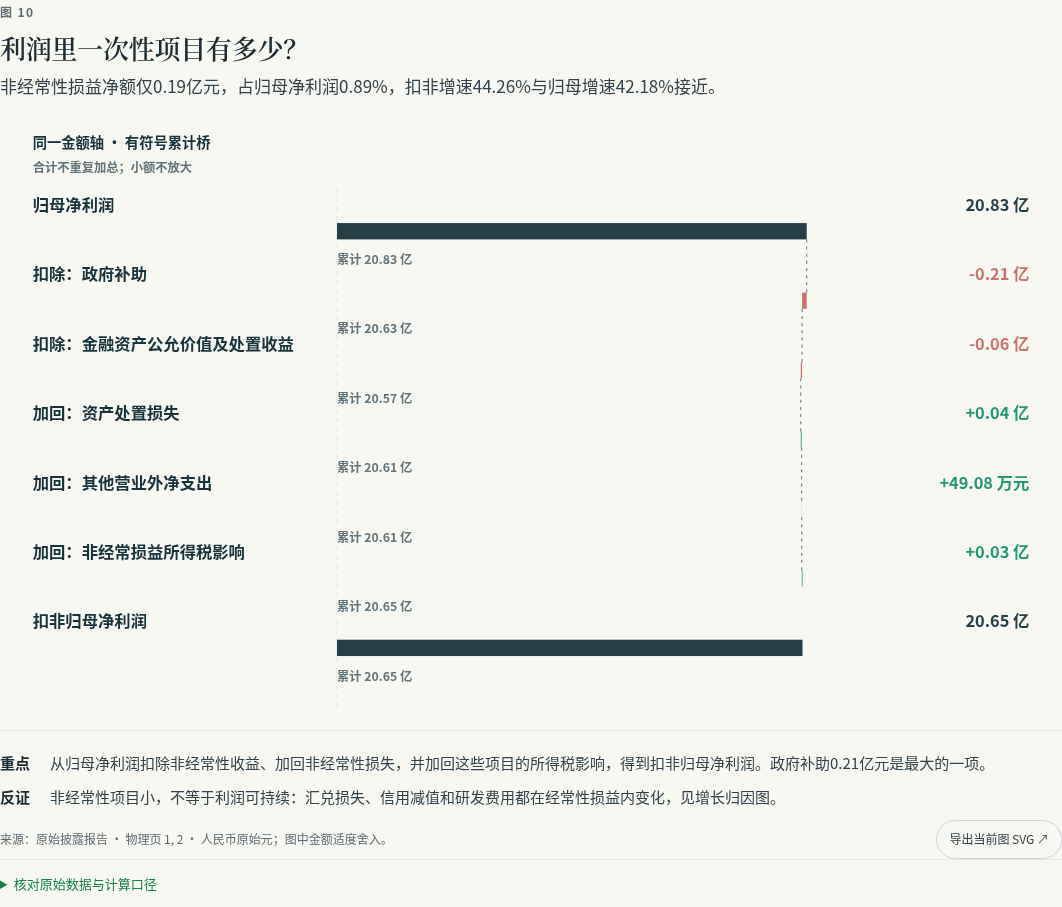 图 10
利润里一次性项目有多少？
非经常性损益净额仅0.19亿元，占归母净利润0.89%，扣非增速44.26%与归母增速42.18%接近。
同一金额轴 · 有符号累计桥
合计不重复加总；小额不放大
归母净利润 20.83 亿
累计 20.83 亿
扣除：政府补助 -0.21 亿
累计 20.63 亿
扣除：金融资产公允价值及处置收益 -0.06 亿
累计 20.57 亿
加回：资产处置损失 +0.04 亿
累计 20.61 亿
加回：其他营业外净支出 +49.08 万元
累计 20.61 亿
加回：非经常损益所得税影响 +0.03 亿
累计 20.65 亿
扣非归母净利润 20.65 亿
累计 20.65 亿
重点 从归母净利润扣除非经常性收益、加回非经常性损失，并加回这些项目的所得税影响，得到扣非归母净利润。政府补助0.21亿元是最大的一项。
反证 非经常性项目小，不等于利润可持续：汇兑损失、信用减值和研发费用都在经常性损益内变化，见增长归因图。
来源：原始披露报告 · 物理页 1, 2 · 人民币原始元；图中金额适度舍入。
导出当前图 SVG ↗
▶ 核对原始数据与计算口径